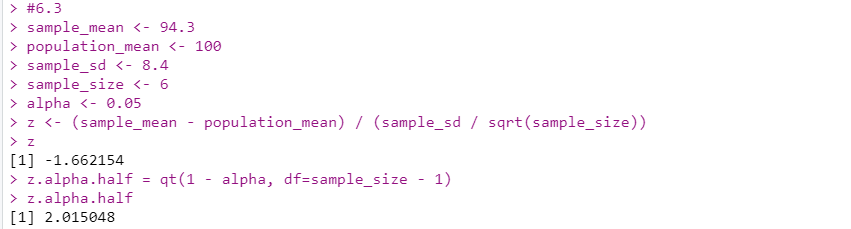 > #6.3
> sample_mean <- 94.3
> population_mean <- 100
> sample_sd <- 8.4
> sample_size <- 6
> alpha <- 0.05
> z <- (sample_mean - population_mean) / (sample_sd / sqrt(sample_size))
> z
[1] -1.662154
> z.alpha.half = qt(1 - alpha, df=sample_size - 1)
> z.alpha.half
[1] 2.015048